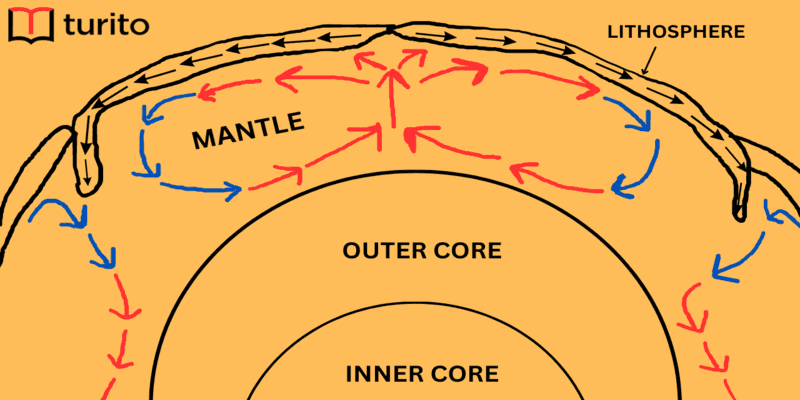 turito
LITHOSPHERE
MANTLE
OUTER CORE
INNER CORE